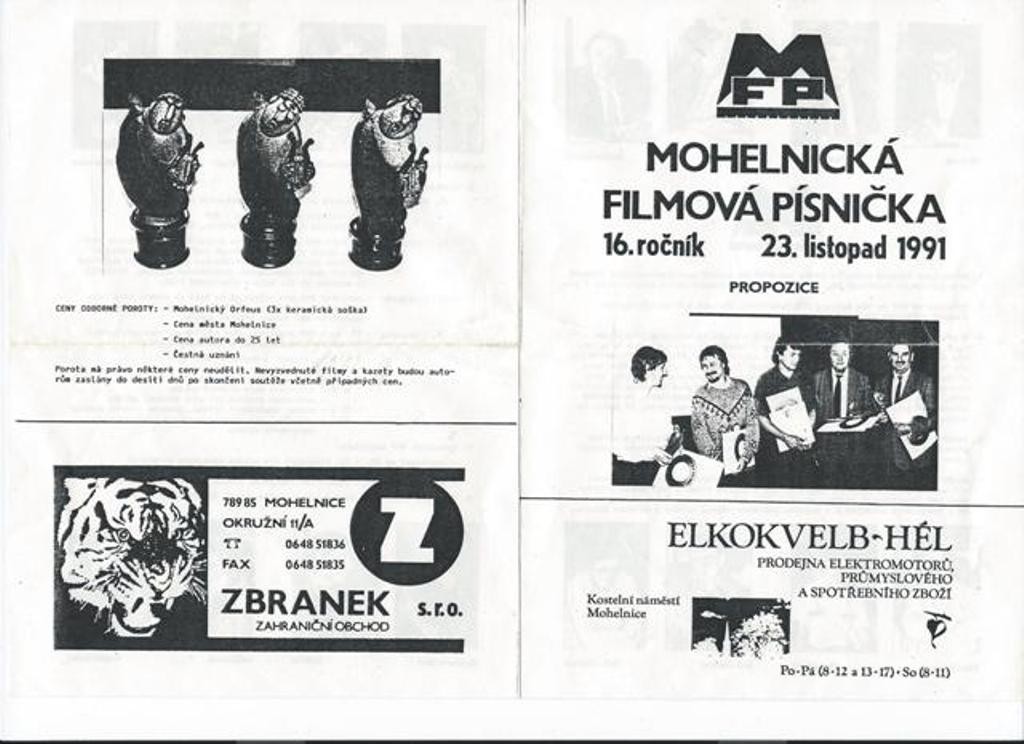 CENY ODBORNÉ POROTY: - Mohelnický Orfeus (3x keramická soška)
- Cena města Mohelnice
- Cena autora do 25 let
- Čestná uznání
Porota má právo některé ceny neudělit. Nevyzvednuté filmy a kazety budou auto-
rům zaslány do desíti dnů po skončení soutěže včetně případných cen.
78985 MOHELNICE
OKRUŽNÍ 11/A
0648 51836
FAX 0648 51835
Z
ZBRANEK s.r.o.
ZAHRANIČNÍ OBCHOD
M
FP
MOHELNICKÁ
FILMOVÁ PÍSNIČKA
16. ročník 23. listopad 1991
PROPOZICE
ELKOKVELB-HÉL
PRODEJNA ELEKTROMOTORŮ,
PRŮMYSLOVÉHO
A SPOTŘEBNÍHO ZBOŽÍ
Kostelní náměstí
Mohelnice
Po-Pá (8-12 a 13-17) • So (8-11)